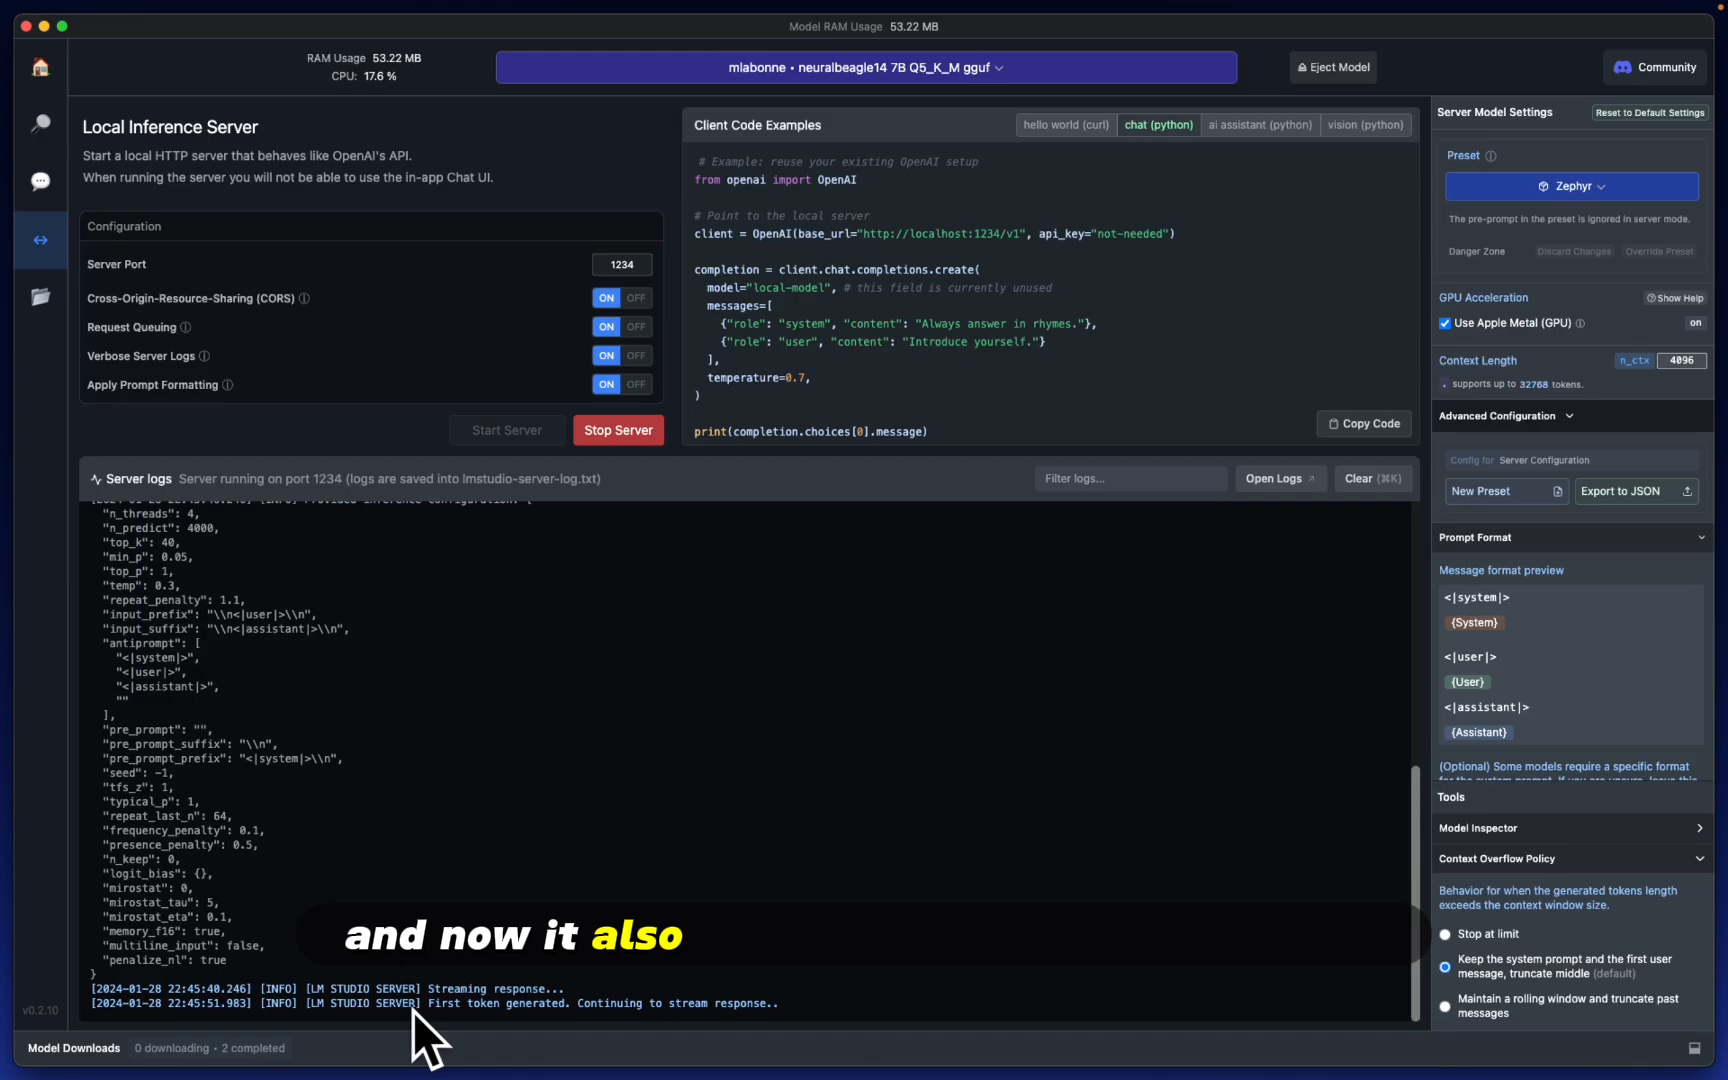 Model RAM Usage 53.22 MB
RAM Usage 53.22 MB
CPU: 17.6 %
mlabonne • neuralbeagle14 7B Q5_K_M gguf
Eject Model
Community
Local Inference Server
Start a local HTTP server that behaves like OpenAI's API.
When running the server you will not be able to use the in-app Chat UI.
Configuration
Server Port 1234
Cross-Origin-Resource-Sharing (CORS) ON OFF
Request Queuing ON OFF
Verbose Server Logs ON OFF
Apply Prompt Formatting ON OFF
Start Server Stop Server
Client Code Examples hello world (curl) chat (python) ai assistant (python) vision (python)
# Example: reuse your existing OpenAI setup
from openai import OpenAI
# Point to the local server
client = OpenAI(base_url="http://localhost:1234/v1", api_key="not-needed")
completion = client.chat.completions.create(
model="local-model", # this field is currently unused
messages=[
{"role": "system", "content": "Always answer in rhymes."},
{"role": "user", "content": "Introduce yourself."}
],
temperature=0.7,
)
print(completion.choices[0].message)
Copy Code
Server logs Server running on port 1234 (logs are saved into lmstudio-server-log.txt)
Filter logs... Open Logs Clear (⌘K)
"n_threads": 4,
"n_predict": 4000,
"top_k": 40,
"min_p": 0.05,
"top_p": 1,
"temp": 0.3,
"repeat_penalty": 1.1,
"input_prefix": "\\n<|user|>\\n",
"input_suffix": "\\n<|assistant|>\\n",
"antiprompt": [
"<|system|>",
"<|user|>",
"<|assistant|>",
""
],
"pre_prompt": "",
"pre_prompt_suffix": "\\n",
"pre_prompt_prefix": "<|system|>\\n",
"seed": -1,
"tfs_z": 1,
"typical_p": 1,
"repeat_last_n": 64,
"frequency_penalty": 0.1,
"presence_penalty": 0.5,
"n_keep": 0,
"logit_bias": {},
"mirostat": 0,
"mirostat_tau": 5,
"mirostat_eta": 0.1,
"memory_f16": true,
"multiline_input": false,
"penalize_nl": true
}
[2024-01-28 22:45:40.246] [INFO] [LM STUDIO SERVER] Streaming response...
[2024-01-28 22:45:51.983] [INFO] [LM STUDIO SERVER] First token generated. Continuing to stream response..
and now it also
Server Model Settings Reset to Default Settings
Preset
Zephyr
The pre-prompt in the preset is ignored in server mode.
Danger Zone Discard Changes Override Preset
GPU Acceleration Show Help
Use Apple Metal (GPU) on
Context Length n_ctx 4096
supports up to 32768 tokens.
Advanced Configuration
Config for Server Configuration
New Preset Export to JSON
Prompt Format
Message format preview
<|system|>
{System}
<|user|>
{User}
<|assistant|>
{Assistant}
(Optional) Some models require a specific format
Tools
Model Inspector
Context Overflow Policy
Behavior for when the generated tokens length
exceeds the context window size.
Stop at limit
Keep the system prompt and the first user
message, truncate middle (default)
Maintain a rolling window and truncate past
messages
v0.2.10
Model Downloads 0 downloading • 2 completed